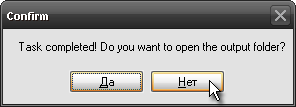 Confirm
Task completed! Do you want to open the output folder?
Да Нет